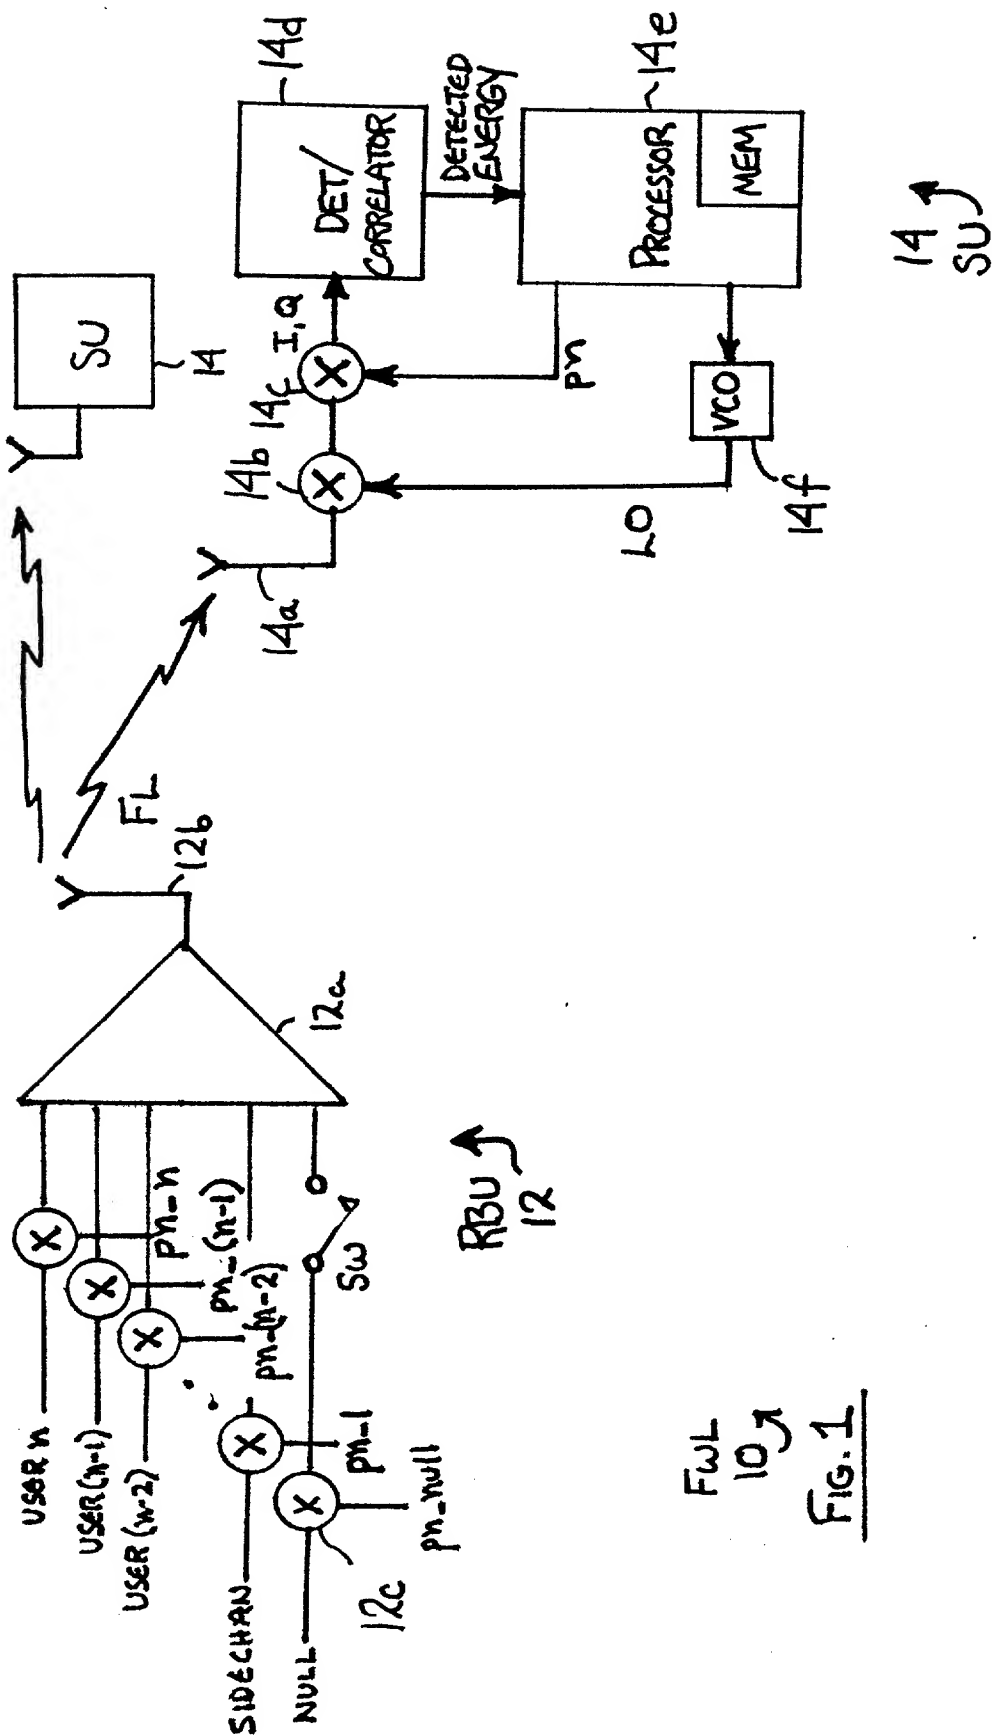 USER n
USER (n-1)
USER (n-2)
SIDECHAN
NULL
X
X
X
X
X
pn_n
pn_(n-1)
pn_(n-2)
pn_1
pn_null
12c
SW
12a
12b
FL
RBU
12
SU
14
14a
14b
X
14c
X
I, Q
DET/
CORRELATOR
14d
DETECTED
ENERGY
PROCESSOR
MEM
14e
pn
VCO
14f
LO
14
SU
FWL
10
FIG. 1